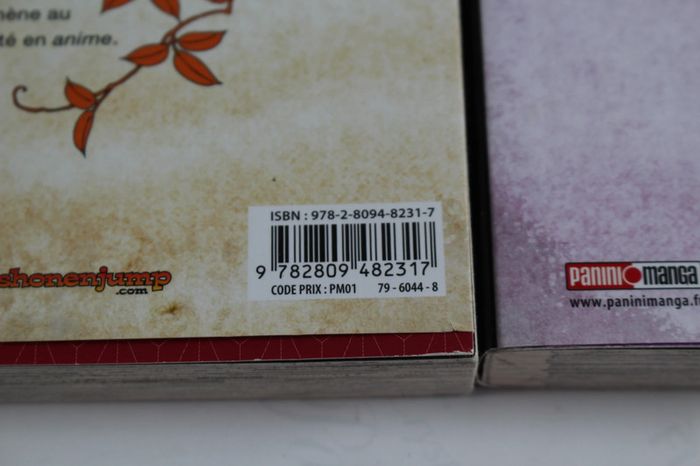 mène au
té en anime.
ISBN : 978-2-8094-8231-7
9 782809 482317
CODE PRIX : PM01 79 - 6044 - 8
shonenjump
.com
PANINI manga
www.paninimanga.f